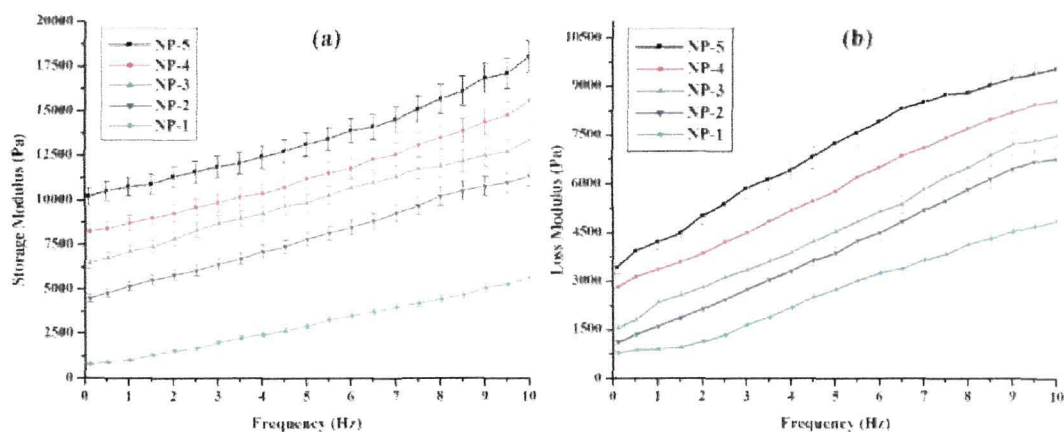 (a)
NP-5
NP-4
NP-3
NP-2
NP-1
Storage Modulus (Pa)
20000
17500
15000
12500
10000
7500
5000
2500
0
0 1 2 3 4 5 6 7 8 9 10
Frequency (Hz)
(b)
NP-5
NP-4
NP-3
NP-2
NP-1
Loss Modulus (Pa)
10500
9000
7500
6000
4500
3000
1500
0
0 1 2 3 4 5 6 7 8 9 10
Frequency (Hz)